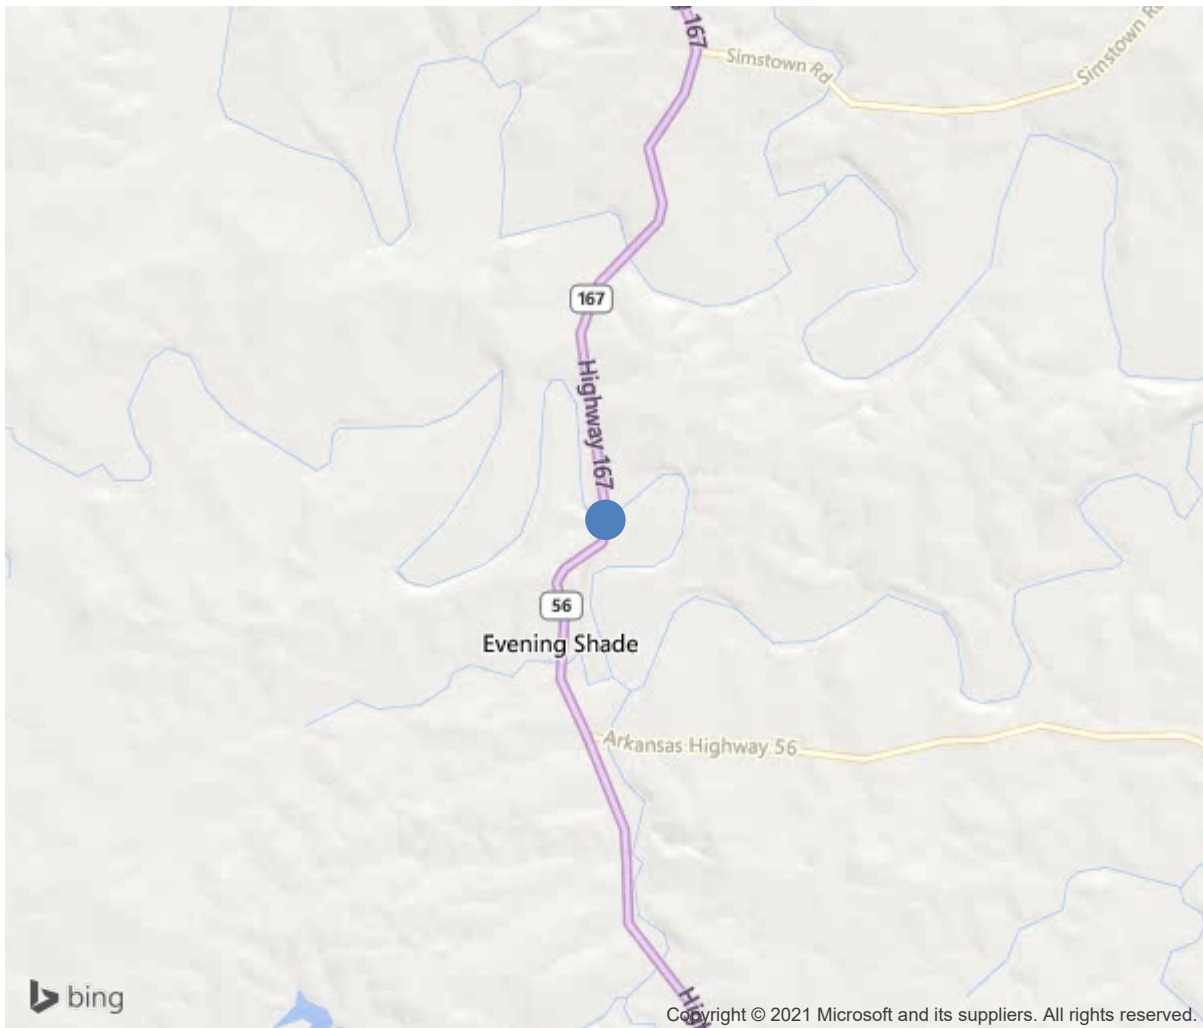 167
Simstown Rd
Simstown Rd
167
Highway 167
56
Evening Shade
Arkansas Highway 56
bing
Copyright © 2021 Microsoft and its suppliers. All rights reserved.